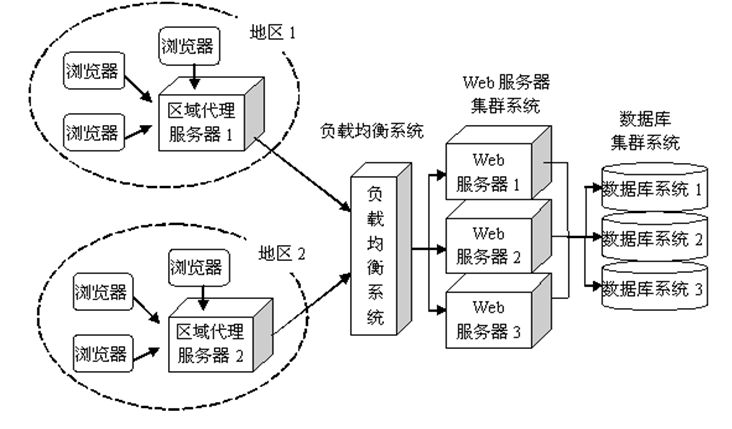 地区 1
浏览器
浏览器
浏览器
区域代理
服务器 1
地区 2
浏览器
浏览器
浏览器
区域代理
服务器 2
负载均衡系统
负
载
均
衡
系
统
Web 服务器
集群系统
Web
服务器 1
Web
服务器 2
Web
服务器 3
数据库
集群系统
数据库系统 1
数据库系统 2
数据库系统 3